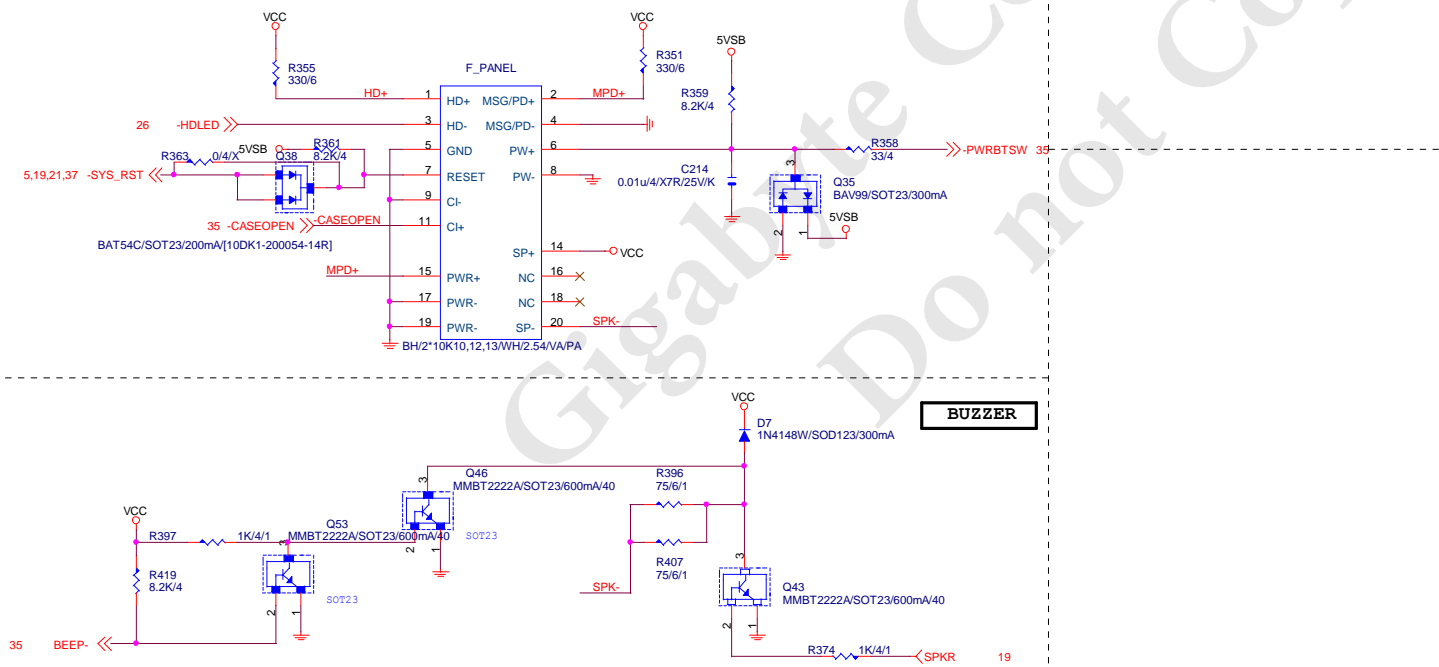 VCC
R355
330/6
HD+
F_PANEL
VCC
R351
330/6
MPD+
5VSB
R359
8.2K/4
26 -HDLED
1 HD+ MSG/PD+ 2
3 HD- MSG/PD- 4
5 GND PW+ 6
7 RESET PW- 8
9 CI-
11 CI+
SP+ 14
15 PWR+ NC 16
17 PWR- NC 18
19 PWR- SP- 20
5VSB
R361
8.2K/4
R363 0/4/X
Q38
5,19,21,37 -SYS_RST
35 -CASEOPEN
-CASEOPEN
BAT54C/SOT23/200mA/[10DK1-200054-14R]
MPD+
VCC
SPK-
BH/2*10K10,12,13/WH/2.54/VA/PA
C214
0.01u/4/X7R/25V/K
R358
33/4
-PWRBTSW 35
3
Q35
BAV99/SOT23/300mA
5VSB
2
1
BUZZER
VCC
D7
1N4148W/SOD123/300mA
Q46
MMBT2222A/SOT23/600mA/40
3
SOT23
2
1
R396
75/6/1
R407
75/6/1
SPK-
VCC
R397 1K/4/1
R419
8.2K/4
Q53
MMBT2222A/SOT23/600mA/40
3
SOT23
2
1
35 BEEP-
3
Q43
MMBT2222A/SOT23/600mA/40
2
1
R374 1K/4/1
SPKR 19
Gigabyte Co
Do not Cop